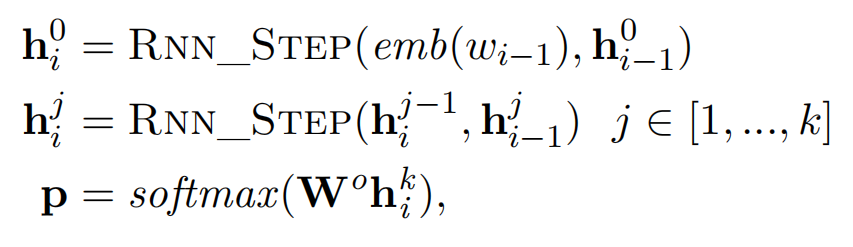 h_i^0 = RNN_STEP(emb(w_{i−1}), h_{i−1}^0)
h_i^j = RNN_STEP(h_i^{j−1}, h_{i−1}^j) j ∈ [1, ..., k]
p = softmax(W^o h_i^k),